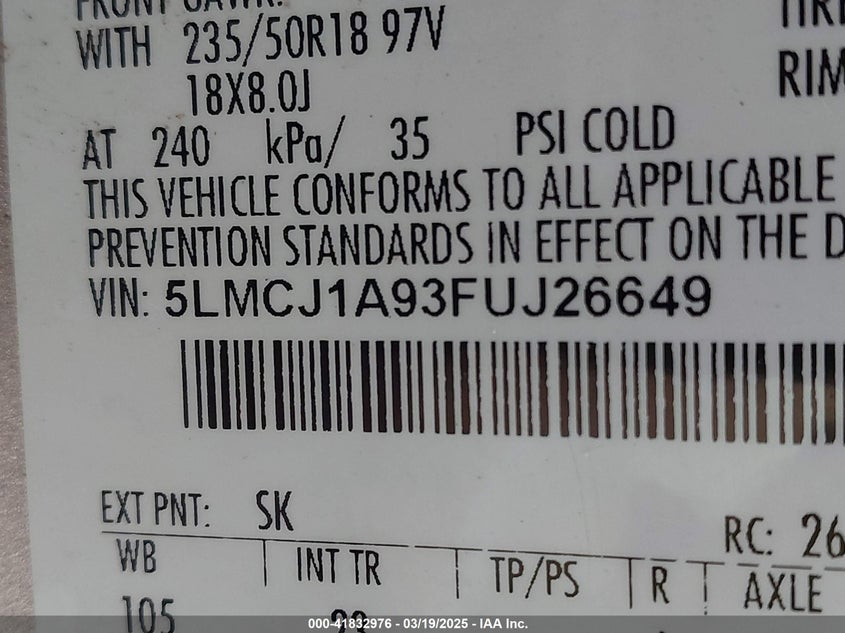 WITH 235/50R18 97V
18X8.0J
RIM
AT 240 kPa/ 35 PSI COLD
THIS VEHICLE CONFORMS TO ALL APPLICABLE
PREVENTION STANDARDS IN EFFECT ON THE D
VIN: 5LMCJ1A93FUJ26649
EXT PNT: SK
RC: 26
WB INT TR TP/PS R AXLE
105
000-41832976 - 03/19/2025 - IAA Inc.